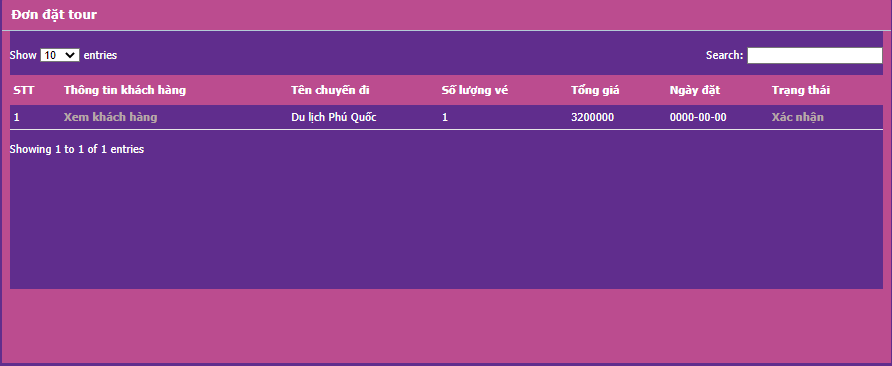 Đơn đặt tour
Show 10 entries Search:
STT Thông tin khách hàng Tên chuyến đi Số lượng vé Tổng giá Ngày đặt Trạng thái
1 Xem khách hàng Du lịch Phú Quốc 1 3200000 0000-00-00 Xác nhận
Showing 1 to 1 of 1 entries